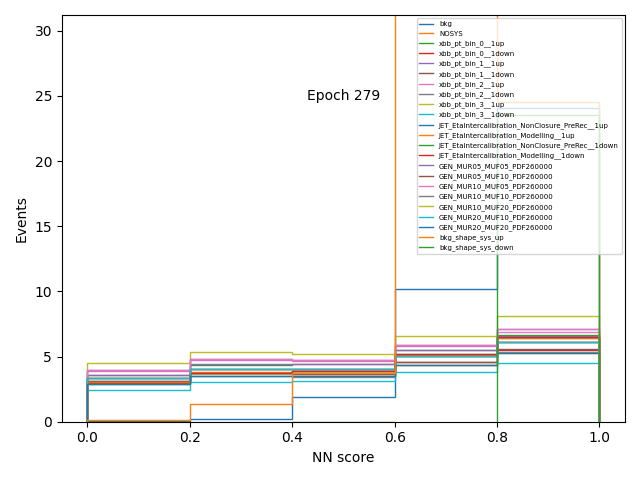 30
25
20
15
10
5
0
Events
Epoch 279
bkg
NOSYS
xbb_pt_bin_0__1up
xbb_pt_bin_0__1down
xbb_pt_bin_1__1up
xbb_pt_bin_1__1down
xbb_pt_bin_2__1up
xbb_pt_bin_2__1down
xbb_pt_bin_3__1up
xbb_pt_bin_3__1down
JET_EtaIntercalibration_NonClosure_PreRec__1up
JET_EtaIntercalibration_Modelling__1up
JET_EtaIntercalibration_NonClosure_PreRec__1down
JET_EtaIntercalibration_Modelling__1down
GEN_MUR05_MUF05_PDF260000
GEN_MUR05_MUF10_PDF260000
GEN_MUR10_MUF05_PDF260000
GEN_MUR10_MUF10_PDF260000
GEN_MUR10_MUF20_PDF260000
GEN_MUR20_MUF10_PDF260000
GEN_MUR20_MUF20_PDF260000
bkg_shape_sys_up
bkg_shape_sys_down
0.0 0.2 0.4 0.6 0.8 1.0
NN score